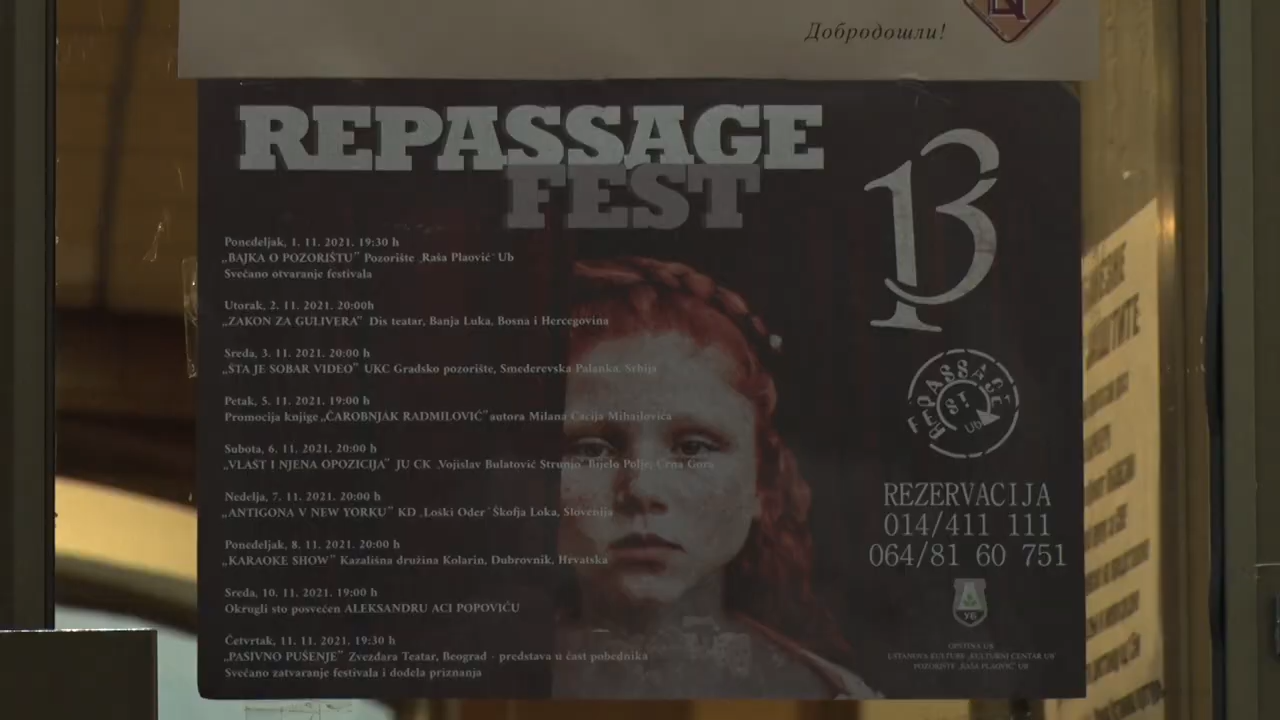 Добродошли!
REPASSAGE
FEST
13
Ponedeljak, 1. 11. 2021. 19:30 h
„BAJKA O POZORIŠTU" Pozorište „Raša Plaović" Ub
Svečano otvaranje festivala
Utorak, 2. 11. 2021. 20:00h
„ZAKON ZA GULIVERA" Dis teatar, Banja Luka, Bosna i Hercegovina
Sreda, 3. 11. 2021. 20:00 h
„ŠTA JE SOBAR VIDEO" UKC Gradsko pozorište, Smederevska Palanka, Srbija
Petak, 5. 11. 2021. 19:00 h
Promocija knjige „ČAROBNJAK RADMILOVIĆ" autora Milana Cacija Mihailovića
Subota, 6. 11. 2021. 20:00 h
„VLAST I NJENA OPOZICIJA" JU CK „Vojislav Bulatović Strunjo" Bijelo Polje, Crna Gora
Nedelja, 7. 11. 2021. 20:00 h
„ANTIGONA V NEW YORKU" KD „Loški Oder" Škofja Loka, Slovenija
Ponedeljak, 8. 11. 2021. 20:00 h
„KARAOKE SHOW" Kazališna družina Kolarin, Dubrovnik, Hrvatska
Sreda, 10. 11. 2021. 19:00 h
Okrugli sto posvećen ALEKSANDRU ACI POPOVIĆU
Četvrtak, 11. 11. 2021. 19:30 h
„PASIVNO PUŠENJE" Zvezdara Teatar, Beograd - predstava u čast pobednika
Svečano zatvaranje festivala i dodela priznanja
REPASSAGE
ST.
Ub
REZERVACIJA
014/411 111
064/81 60 751
УБ
OPŠTINA UB
USTANOVA KULTURE „KULTURNI CENTAR UB"
POZORIŠTE „RAŠA PLAOVIĆ" UB